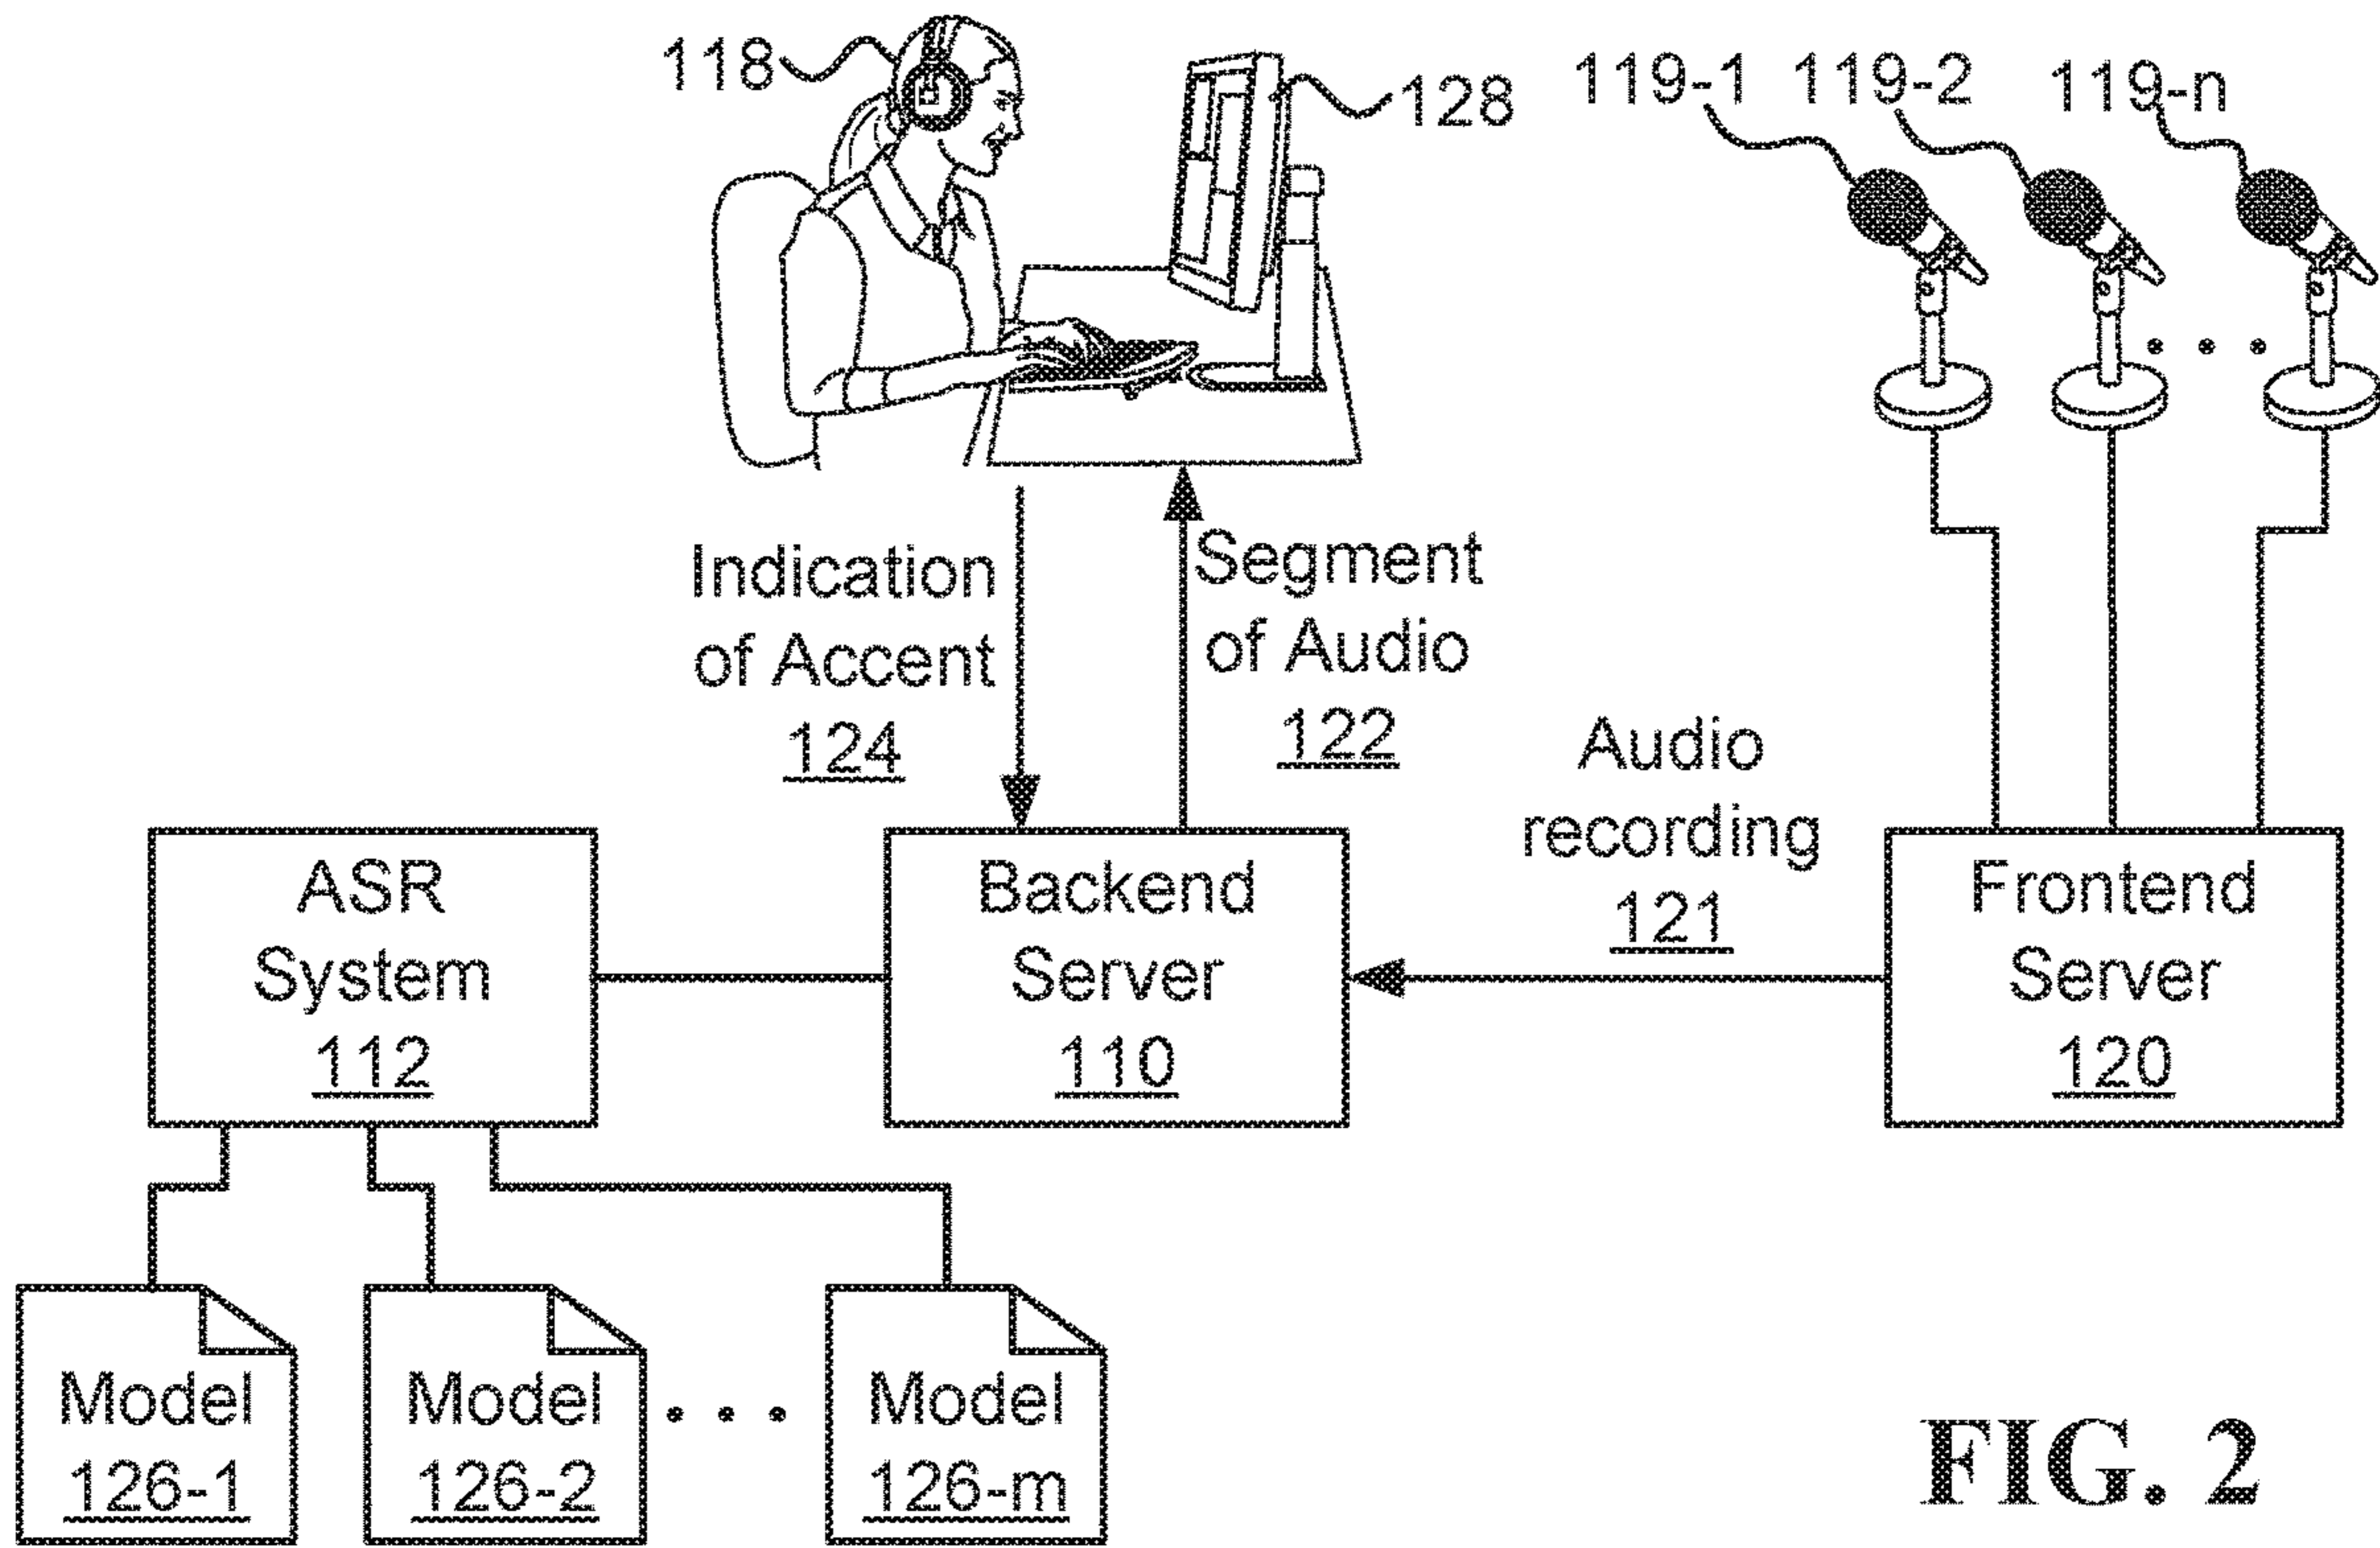 118
128
119-1
119-2
119-n
Indication
of Accent
124
Segment
of Audio
122
Audio
recording
121
ASR
System
112
Backend
Server
110
Frontend
Server
120
Model
126-1
Model
126-2
Model
126-m
FIG. 2